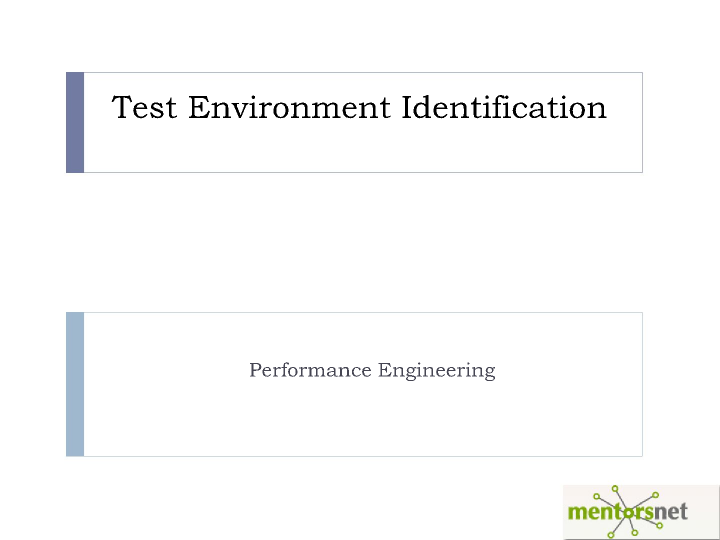 Test Environment Identification
Performance Engineering
mentorsnet